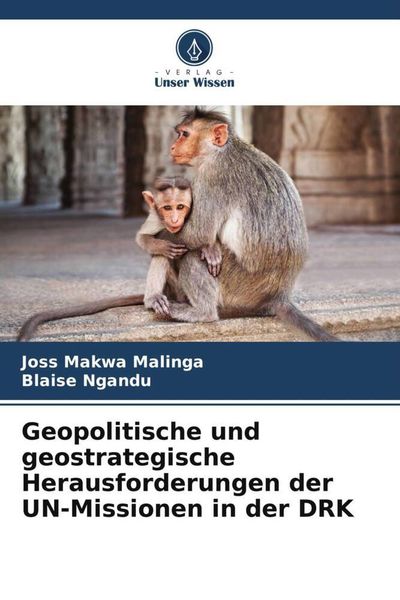 - VERLAG -
Unser Wissen
Joss Makwa Malinga
Blaise Ngandu
Geopolitische und
geostrategische
Herausforderungen der
UN-Missionen in der DRK